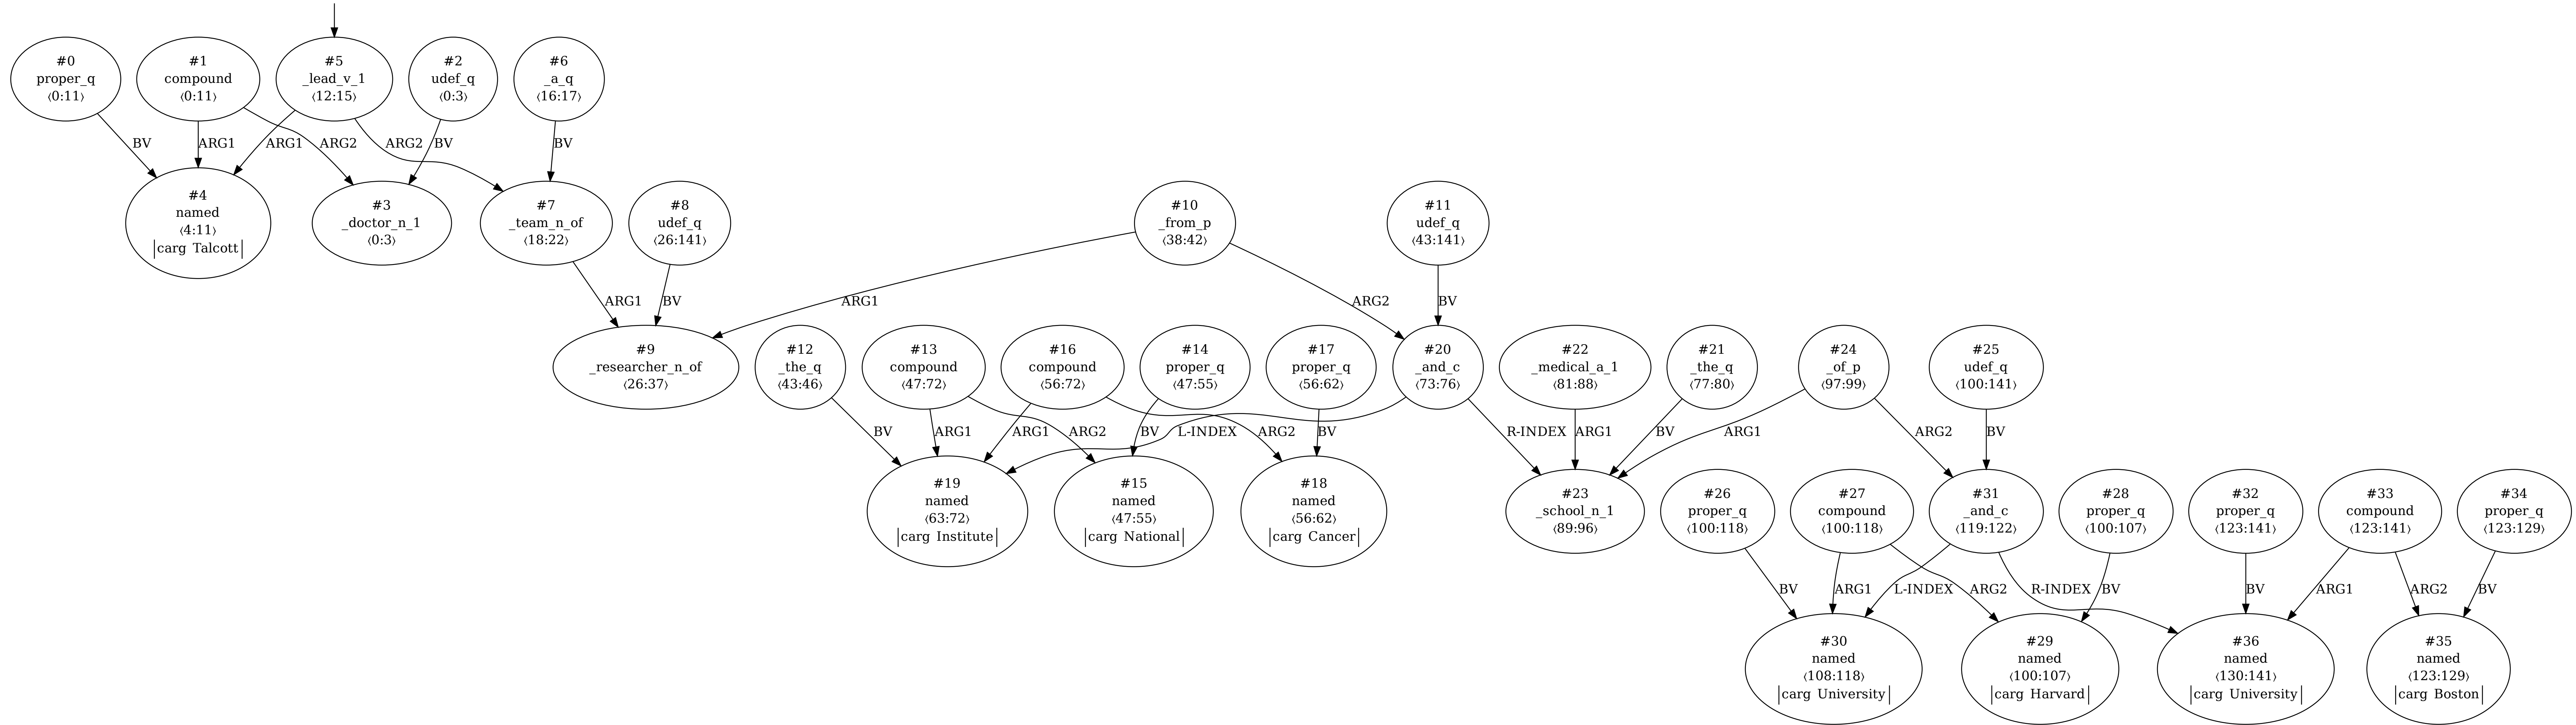 #0
proper_q
⟨0:11⟩
#1
compound
⟨0:11⟩
#5
_lead_v_1
⟨12:15⟩
#2
udef_q
⟨0:3⟩
#6
_a_q
⟨16:17⟩
BV
ARG1
ARG1
ARG2
ARG2
BV
BV
#4
named
⟨4:11⟩
carg Talcott
#3
_doctor_n_1
⟨0:3⟩
#7
_team_n_of
⟨18:22⟩
#8
udef_q
⟨26:141⟩
#10
_from_p
⟨38:42⟩
#11
udef_q
⟨43:141⟩
ARG1
BV
ARG1
ARG2
BV
#9
_researcher_n_of
⟨26:37⟩
#12
_the_q
⟨43:46⟩
#13
compound
⟨47:72⟩
#16
compound
⟨56:72⟩
#14
proper_q
⟨47:55⟩
#17
proper_q
⟨56:62⟩
#20
_and_c
⟨73:76⟩
#22
_medical_a_1
⟨81:88⟩
#21
_the_q
⟨77:80⟩
#24
_of_p
⟨97:99⟩
#25
udef_q
⟨100:141⟩
BV
ARG1
ARG1
ARG2
BV
L-INDEX
ARG2
BV
R-INDEX
ARG1
BV
ARG1
ARG2
BV
#19
named
⟨63:72⟩
carg Institute
#15
named
⟨47:55⟩
carg National
#18
named
⟨56:62⟩
carg Cancer
#23
_school_n_1
⟨89:96⟩
#26
proper_q
⟨100:118⟩
#27
compound
⟨100:118⟩
#31
_and_c
⟨119:122⟩
#28
proper_q
⟨100:107⟩
#32
proper_q
⟨123:141⟩
#33
compound
⟨123:141⟩
#34
proper_q
⟨123:129⟩
BV
ARG1
L-INDEX
ARG2
R-INDEX
BV
BV
ARG1
ARG2
BV
#30
named
⟨108:118⟩
carg University
#29
named
⟨100:107⟩
carg Harvard
#36
named
⟨130:141⟩
carg University
#35
named
⟨123:129⟩
carg Boston